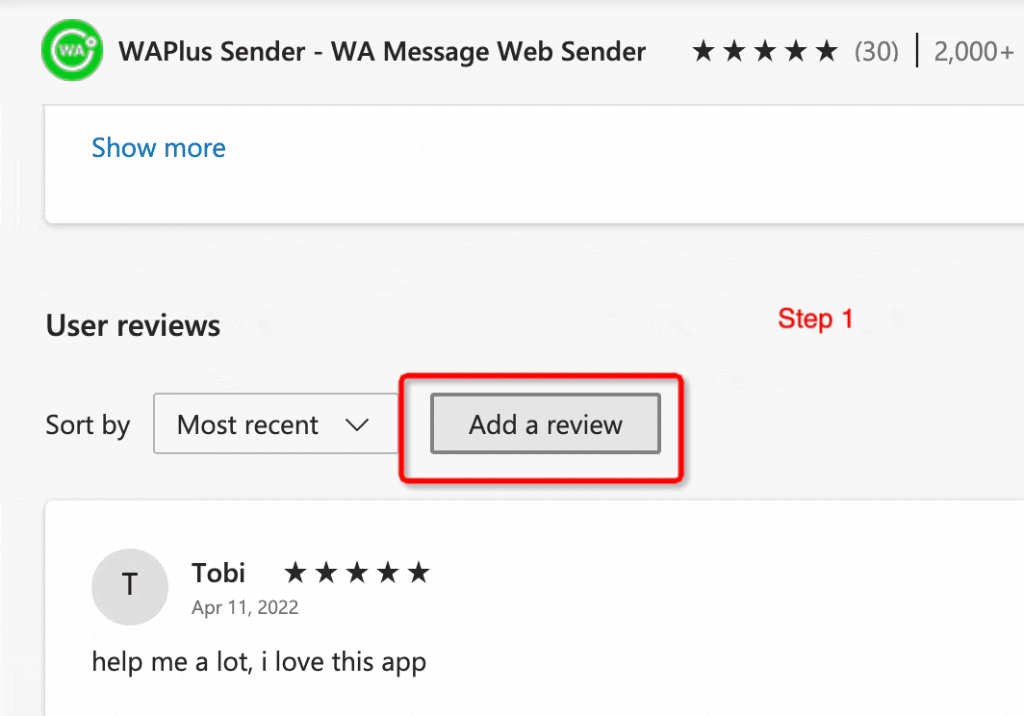 WA
WAPlus Sender - WA Message Web Sender ★★★★★ (30) | 2,000+
Show more
User reviews
Step 1
Sort by Most recent Add a review
T
Tobi ★★★★★
Apr 11, 2022
help me a lot, i love this app